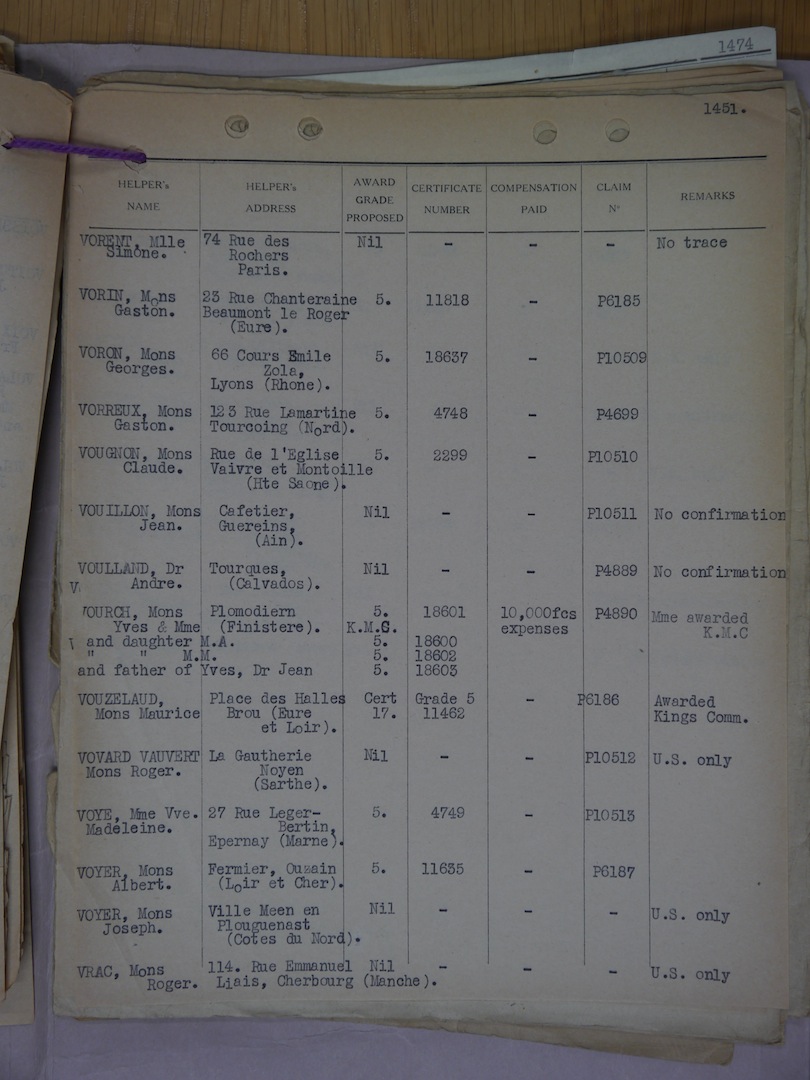 1474
1451.
HELPER's NAME HELPER's ADDRESS AWARD GRADE PROPOSED CERTIFICATE NUMBER COMPENSATION PAID CLAIM N° REMARKS
VORENT, Mlle 74 Rue des Nil - - - No trace
Simone. Rochers
Paris.
VORIN, Mons 23 Rue Chanteraine 5. 11818 - P6185
Gaston. Beaumont le Roger
(Eure).
VORON, Mons 66 Cours Emile 5. 18637 - P10509
Georges. Zola,
Lyons (Rhone).
VORREUX, Mons 123 Rue Lamartine 5. 4748 - P4699
Gaston. Tourcoing (Nord).
VOUGNON, Mons Rue de l'Eglise 5. 2299 - P10510
Claude. Vaivre et Montoille
(Hte Saone).
VOUILLON, Mons Cafetier, Nil - - P10511 No confirmation
Jean. Guereins,
(Ain).
VOULLAND, Dr Tourques, Nil - - P4889 No confirmation
V Andre. (Calvados).
VOURCH, Mons Plomodiern 5. 18601 10,000fcs P4890 Mme awarded
Yves & Mme (Finistere). K.M.S. expenses K.M.C
and daughter M.A. 5. 18600
" " M.M. 5. 18602
and father of Yves, Dr Jean 5. 18603
VOUZELAUD, Place des Halles Cert Grade 5 - P6186 Awarded
Mons Maurice Brou (Eure 17. 11462 Kings Comm.
et Loir).
VOVARD VAUVERT La Gautherie Nil - - P10512 U.S. only
Mons Roger. Noyen
(Sarthe).
VOYE, Mme Vve. 27 Rue Leger- 5. 4749 - P10513
Madeleine. Bertin,
Epernay (Marne).
VOYER, Mons Fermier, Ouzain 5. 11635 - P6187
Albert. (Loir et Cher).
VOYER, Mons Ville Meen en Nil - - - U.S. only
Joseph. Plouguenast
(Cotes du Nord).
VRAC, Mons 114. Rue Emmanuel Nil - - - U.S. only
Roger. Liais, Cherbourg (Manche).